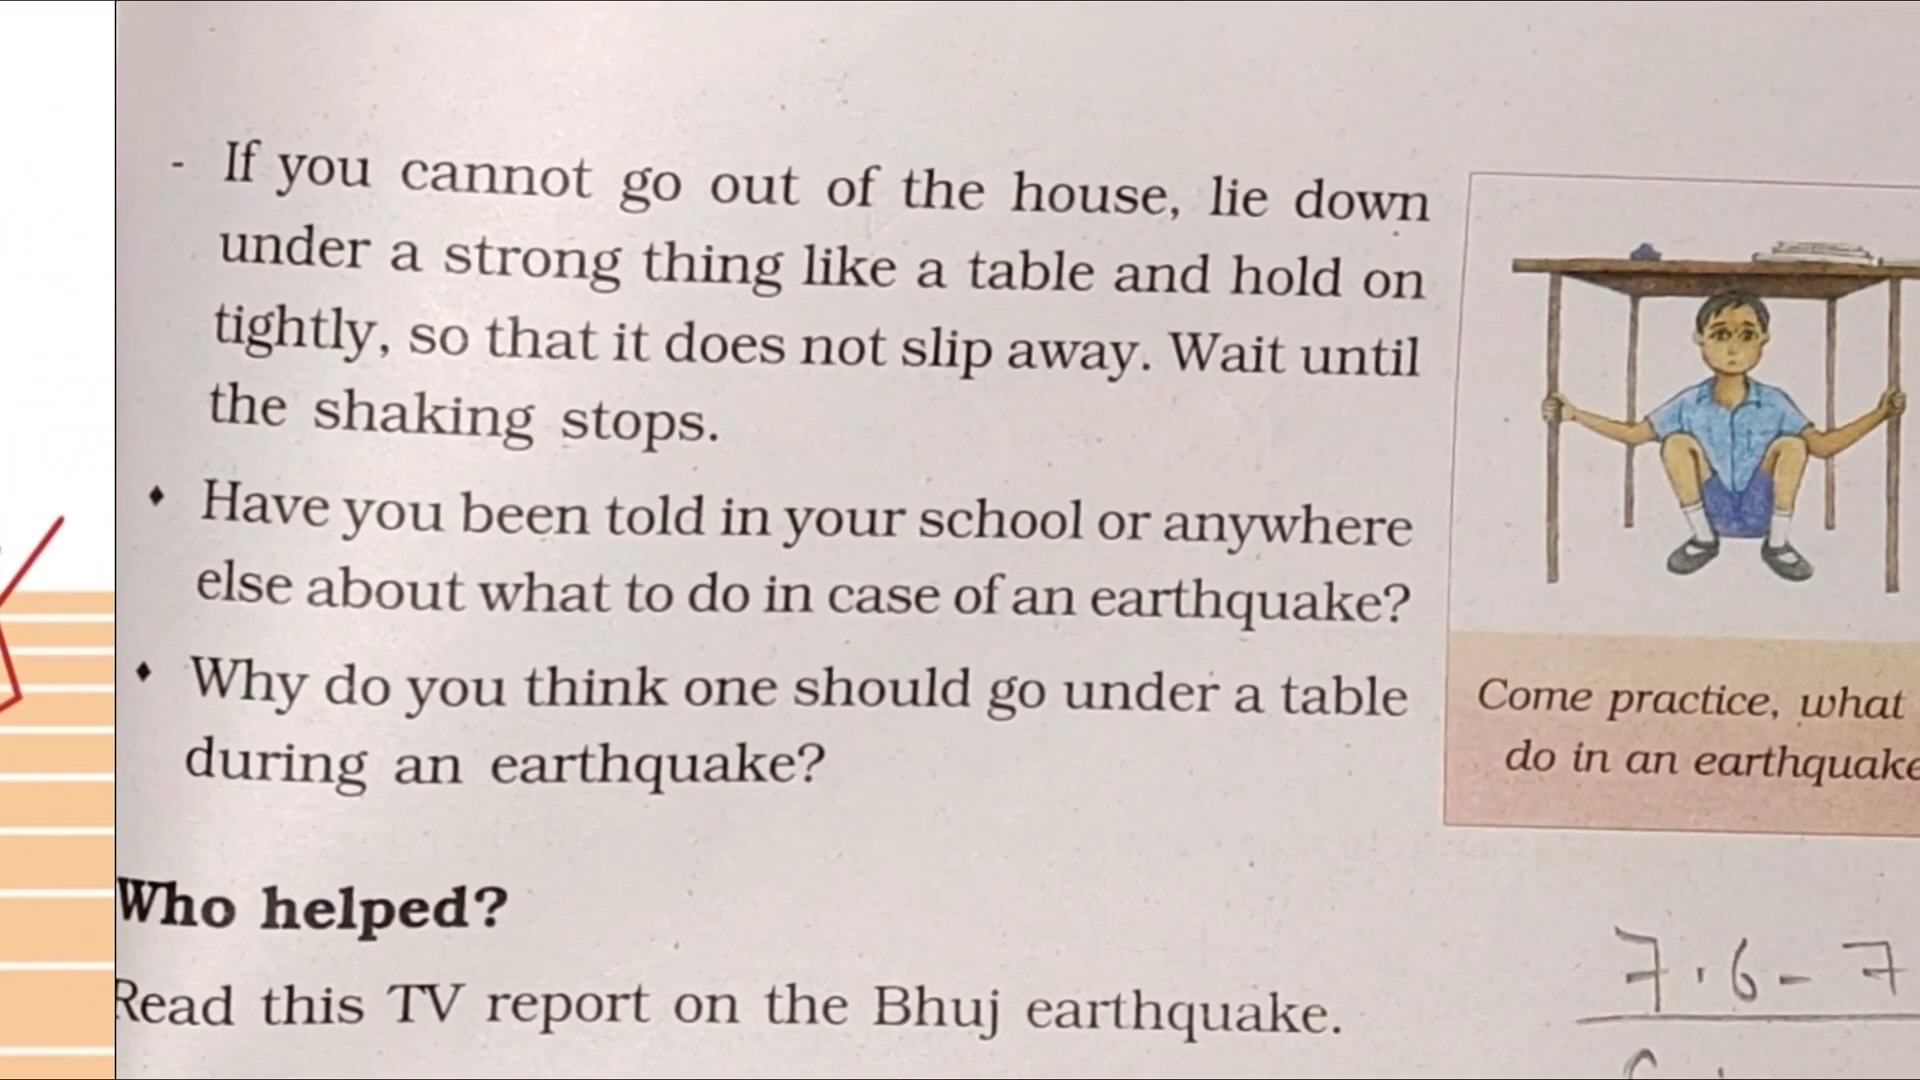 - If you cannot go out of the house, lie down
under a strong thing like a table and hold on
tightly, so that it does not slip away. Wait until
the shaking stops.
♦ Have you been told in your school or anywhere
else about what to do in case of an earthquake?
♦ Why do you think one should go under a table
during an earthquake?
Come practice, what
do in an earthquake
Who helped?
Read this TV report on the Bhuj earthquake.
7.6-7